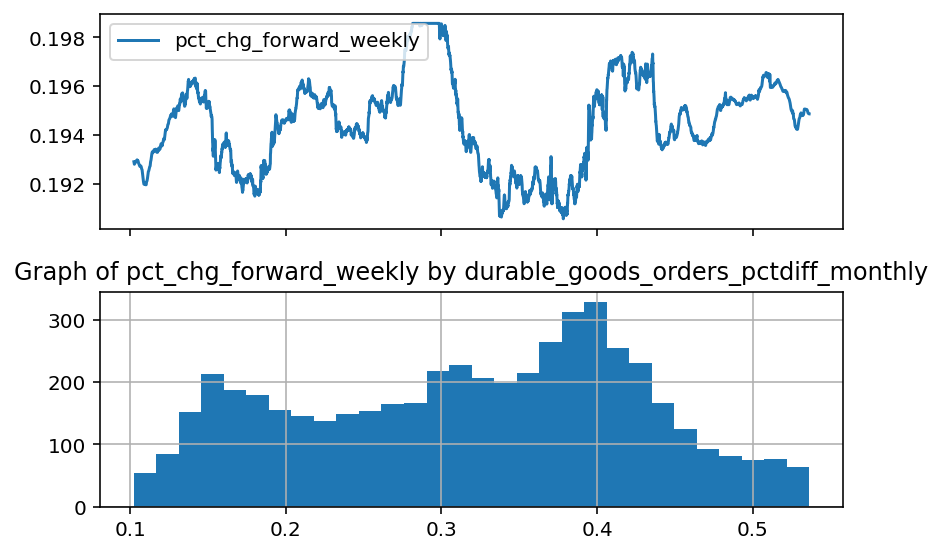 0.198
0.196
0.194
0.192
pct_chg_forward_weekly
Graph of pct_chg_forward_weekly by durable_goods_orders_pctdiff_monthly
300
200
100
0
0.1 0.2 0.3 0.4 0.5